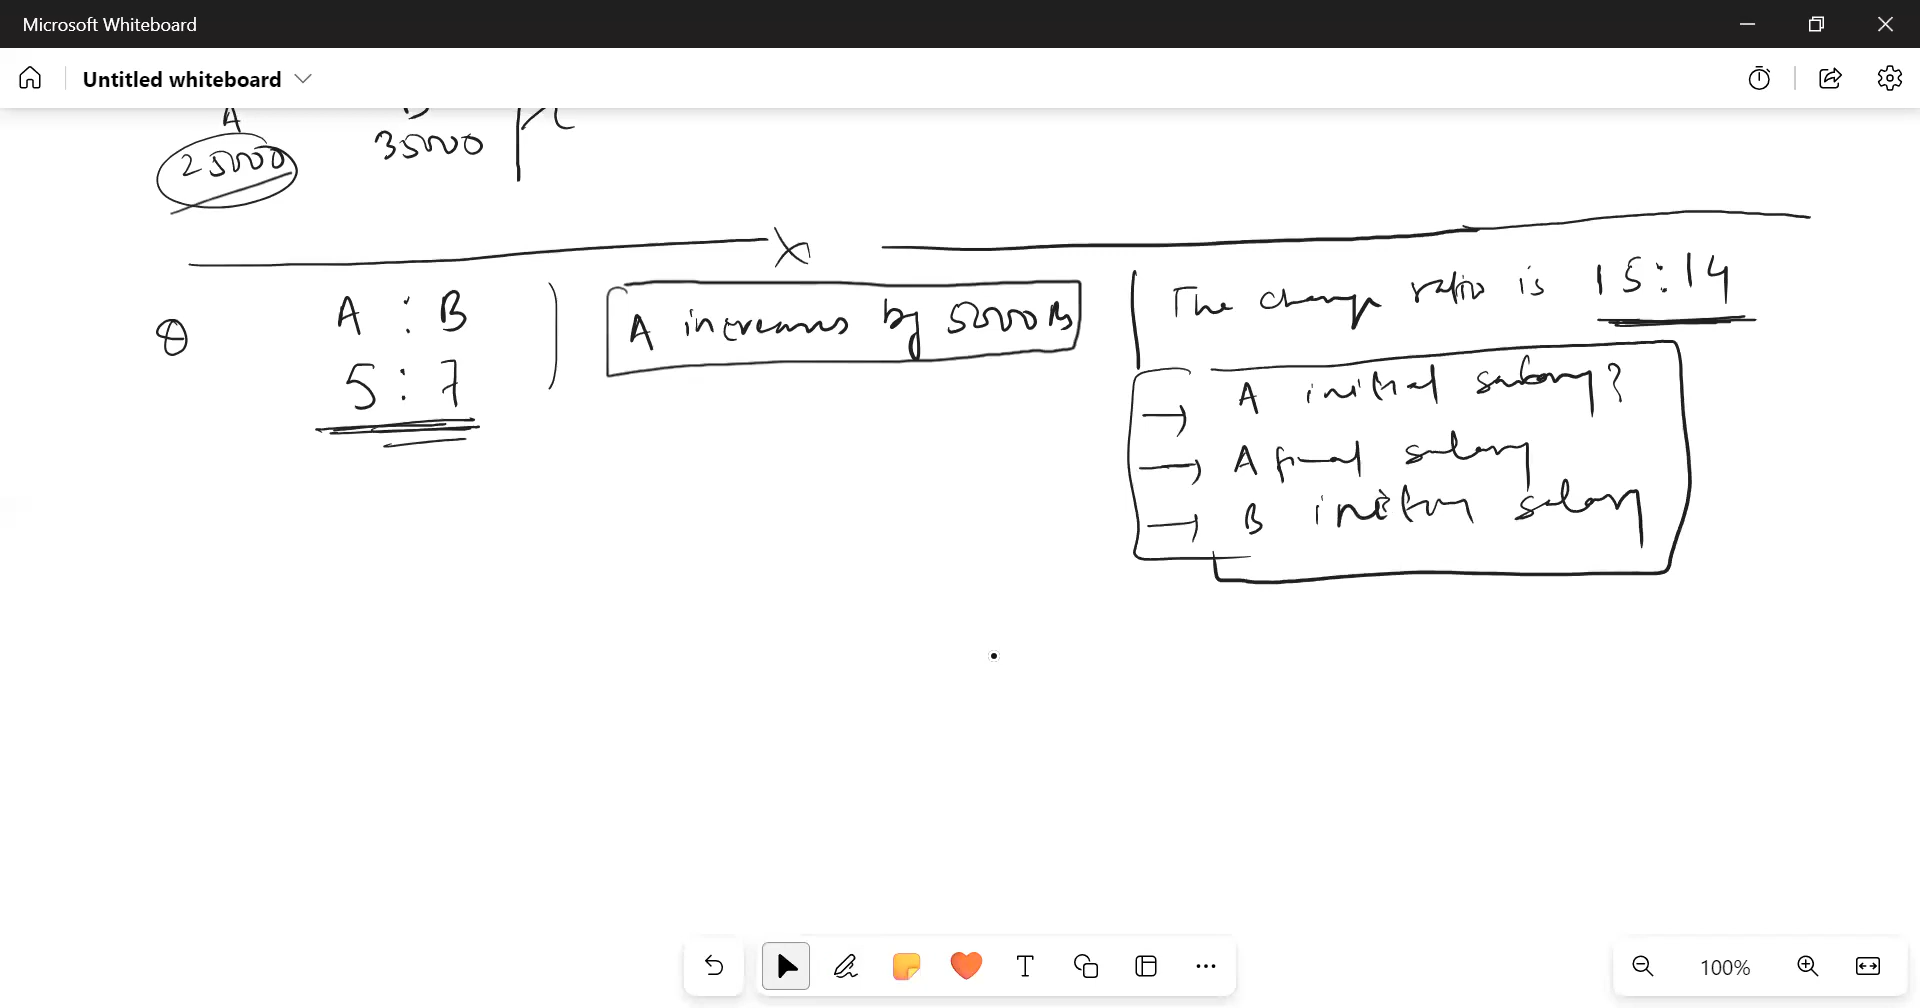 Microsoft Whiteboard
Untitled whiteboard
A
25000 35000
A : B
5 : 7
A increases by 5000 Rs
The change ratio is 15:14
→ A initial salary?
→ A final salary
→ B salary
100%